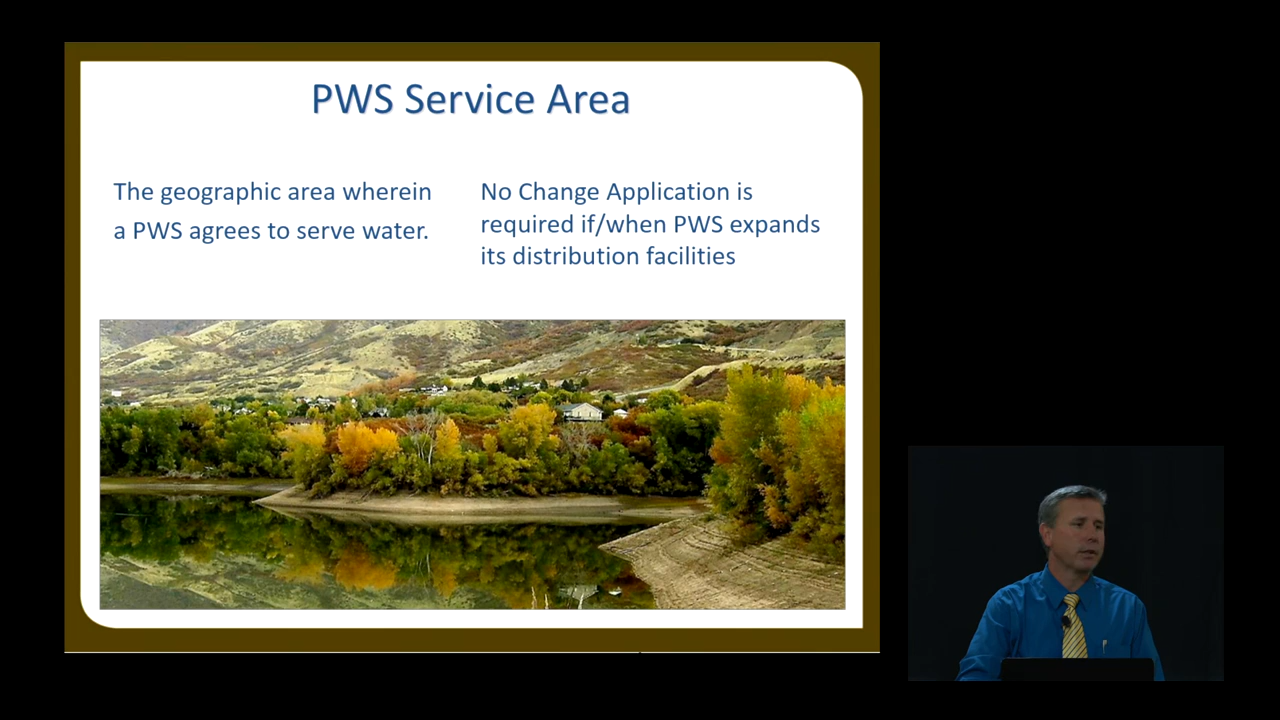 PWS Service Area
The geographic area wherein
a PWS agrees to serve water.
No Change Application is
required if/when PWS expands
its distribution facilities